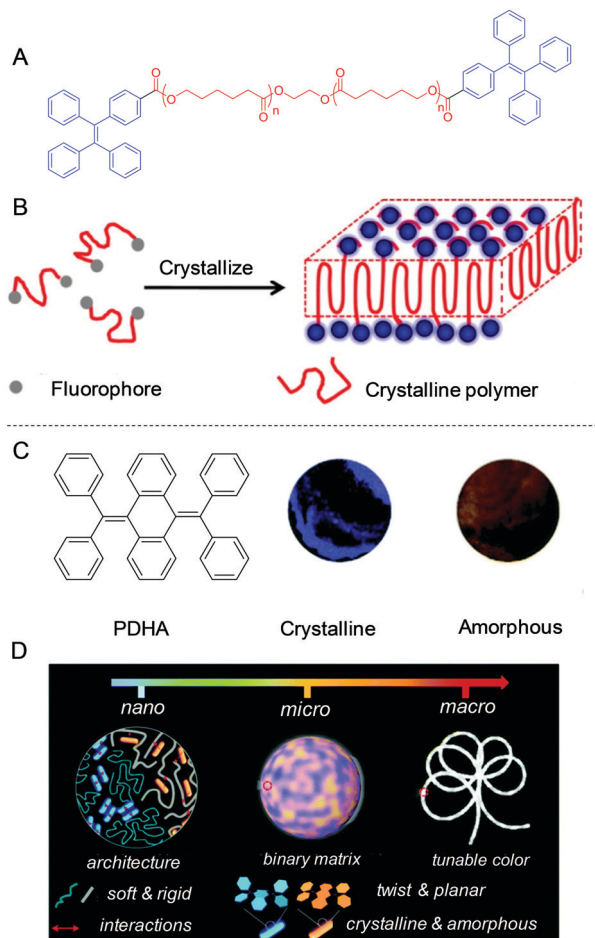 A
O
O
O
n
O
O
O
O
n
O
B
Crystallize
Fluorophore
Crystalline polymer
C
PDHA
Crystalline
Amorphous
D
nano
micro
macro
architecture
binary matrix
tunable color
soft & rigid
twist & planar
interactions
crystalline & amorphous